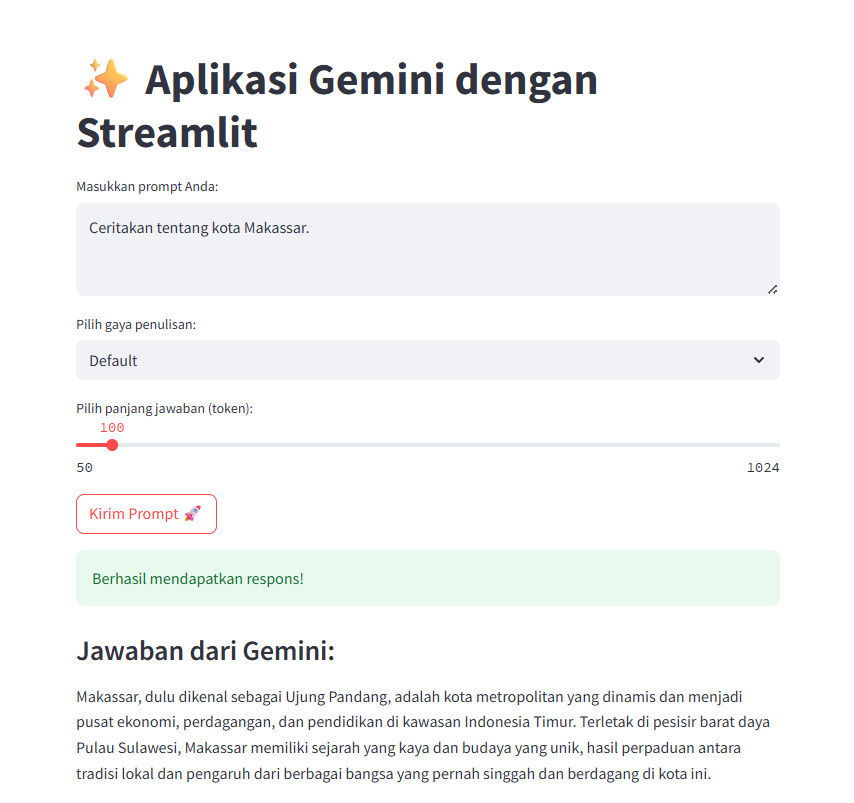 ✨ Aplikasi Gemini dengan
Streamlit
Masukkan prompt Anda:
Ceritakan tentang kota Makassar.
Pilih gaya penulisan:
Default
Pilih panjang jawaban (token):
100
50
1024
Kirim Prompt 🚀
Berhasil mendapatkan respons!
Jawaban dari Gemini:
Makassar, dulu dikenal sebagai Ujung Pandang, adalah kota metropolitan yang dinamis dan menjadi
pusat ekonomi, perdagangan, dan pendidikan di kawasan Indonesia Timur. Terletak di pesisir barat daya
Pulau Sulawesi, Makassar memiliki sejarah yang kaya dan budaya yang unik, hasil perpaduan antara
tradisi lokal dan pengaruh dari berbagai bangsa yang pernah singgah dan berdagang di kota ini.